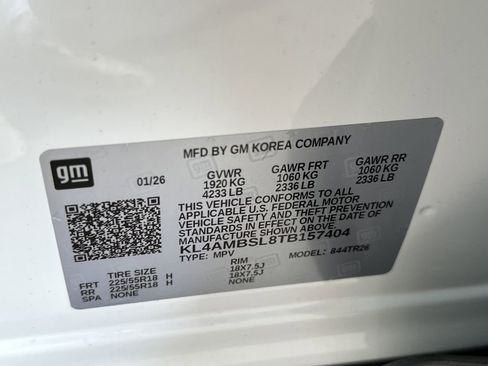 MFD BY GM KOREA COMPANY
gm
01/26
GVWR GAWR FRT GAWR RR
1920 KG 1060 KG 1060 KG
4233 LB 2336 LB 2336 LB
THIS VEHICLE CONFORMS TO ALL
APPLICABLE U.S. FEDERAL MOTOR
VEHICLE SAFETY STANDARDS IN
EFFECT ON THE DATE OF
MANUFACTURE SHOWN ABOVE.
KL4AMBSL8TB157404
TYPE: MPV MODEL: 844TR26
TIRE SIZE RIM
FRT 225/55R18 H 18X7.5J
RR 225/55R18 H 18X7.5J
SPA NONE NONE